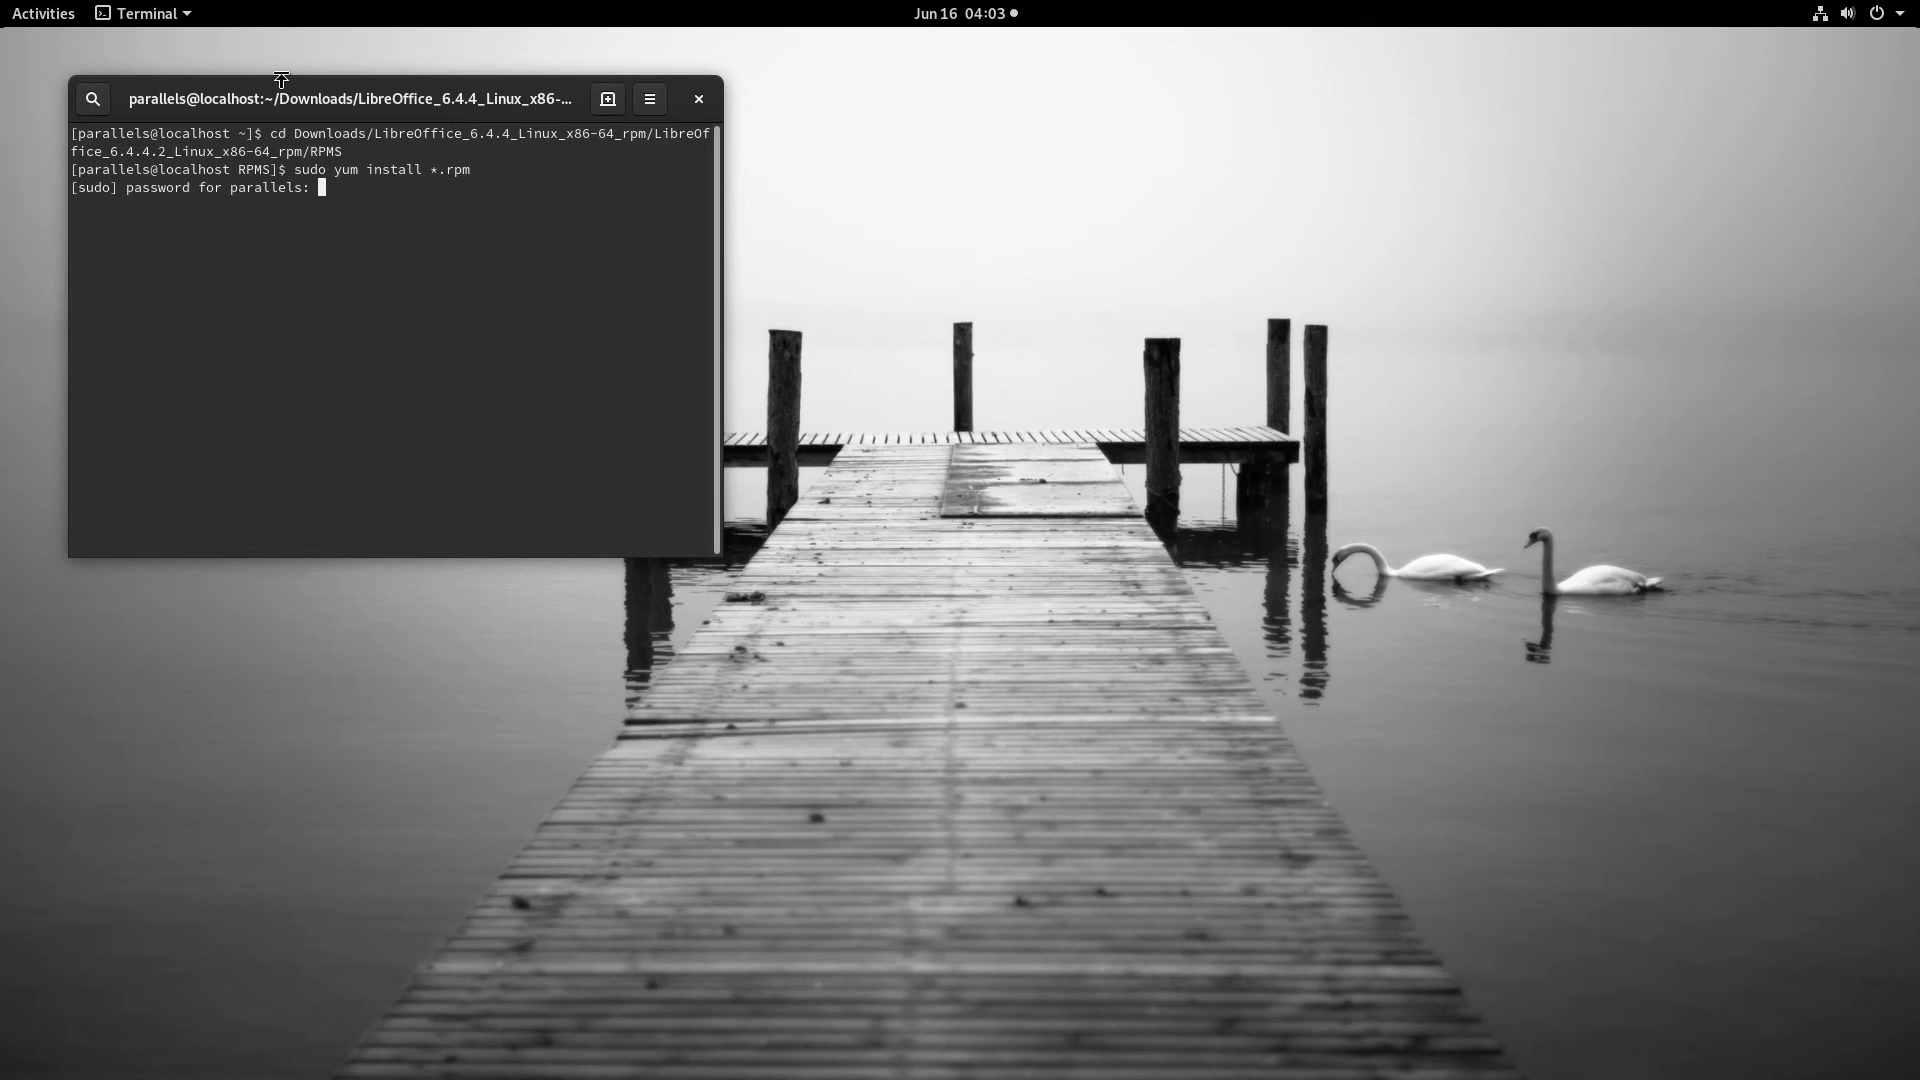 Activities Terminal Jun 16 04:03
parallels@localhost:~/Downloads/LibreOffice_6.4.4_Linux_x86-...
[parallels@localhost ~]$ cd Downloads/LibreOffice_6.4.4_Linux_x86-64_rpm/LibreOf
fice_6.4.4.2_Linux_x86-64_rpm/RPMS
[parallels@localhost RPMS]$ sudo yum install *.rpm
[sudo] password for parallels: